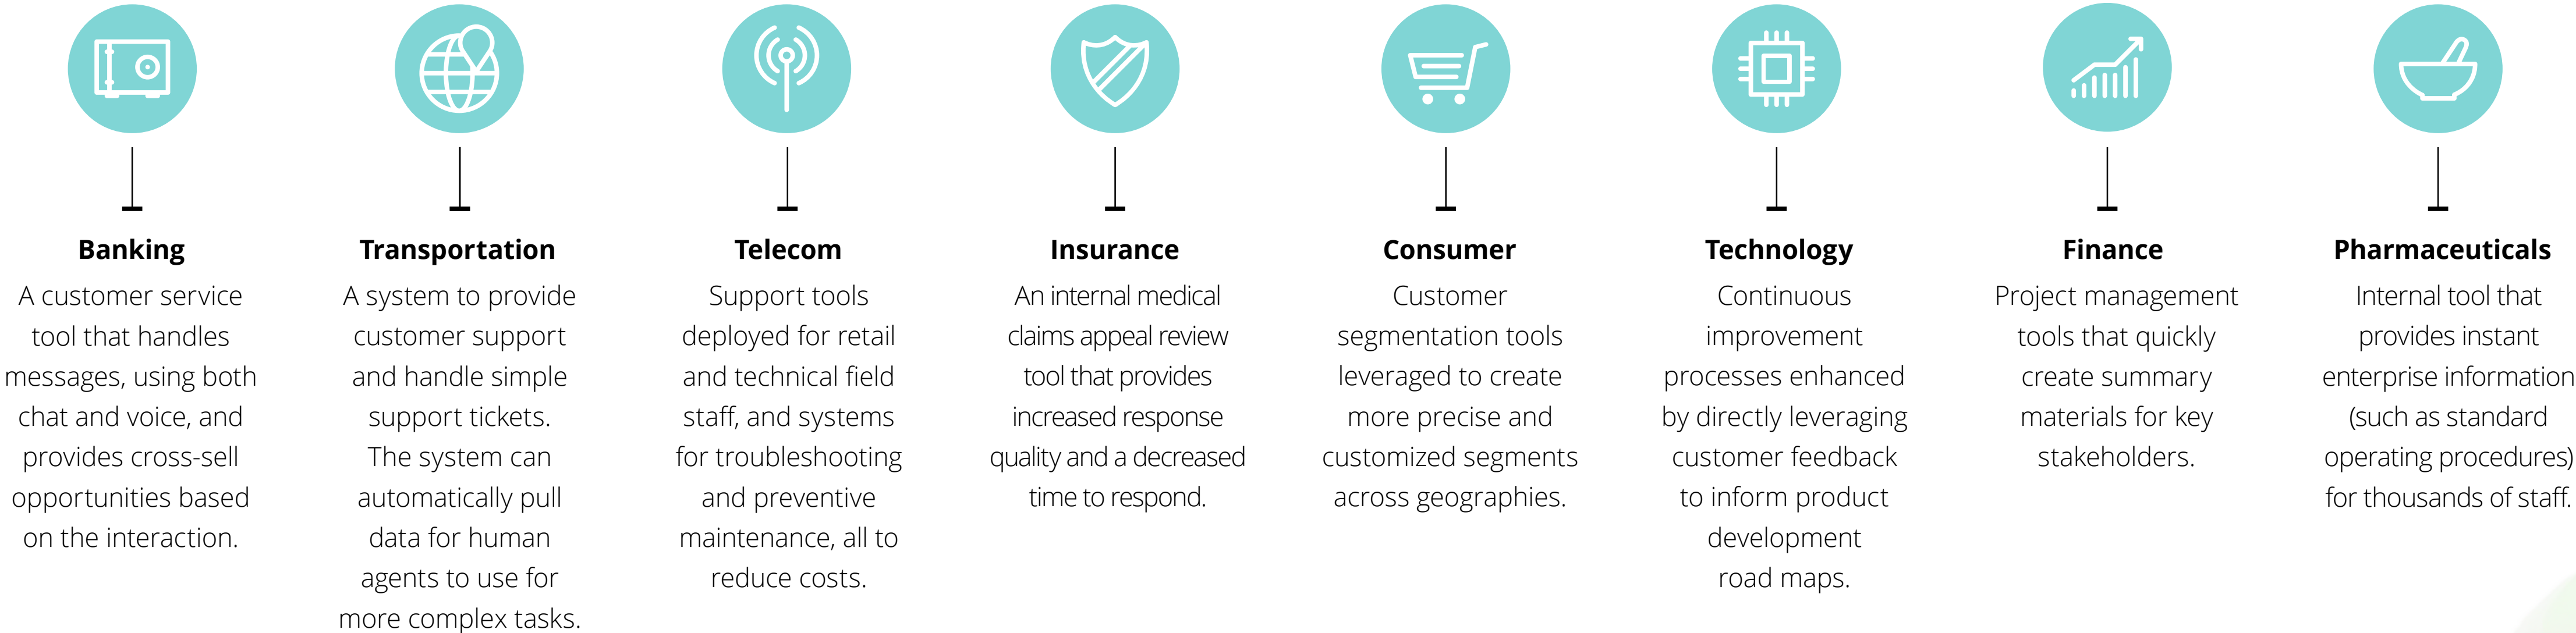 Banking
A customer service
tool that handles
messages, using both
chat and voice, and
provides cross-sell
opportunities based
on the interaction.
Transportation
A system to provide
customer support
and handle simple
support tickets.
The system can
automatically pull
data for human
agents to use for
more complex tasks.
Telecom
Support tools
deployed for retail
and technical field
staff, and systems
for troubleshooting
and preventive
maintenance, all to
reduce costs.
Insurance
An internal medical
claims appeal review
tool that provides
increased response
quality and a decreased
time to respond.
Consumer
Customer
segmentation tools
leveraged to create
more precise and
customized segments
across geographies.
Technology
Continuous
improvement
processes enhanced
by directly leveraging
customer feedback
to inform product
development
road maps.
Finance
Project management
tools that quickly
create summary
materials for key
stakeholders.
Pharmaceuticals
Internal tool that
provides instant
enterprise information
(such as standard
operating procedures)
for thousands of staff.